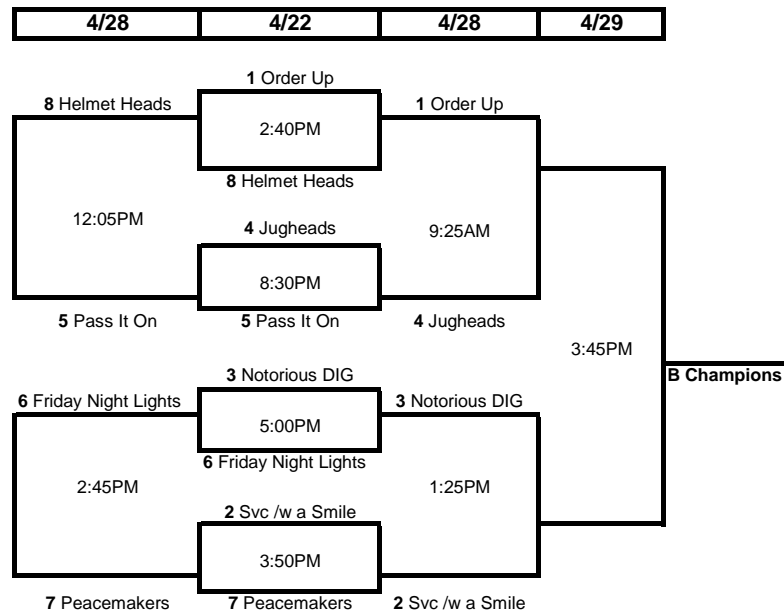 4/28 4/22 4/28 4/29
1 Order Up
8 Helmet Heads 1 Order Up
2:40PM
8 Helmet Heads
12:05PM 4 Jugheads 9:25AM
8:30PM
5 Pass It On 5 Pass It On 4 Jugheads
3:45PM
3 Notorious DIG B Champions
6 Friday Night Lights 3 Notorious DIG
5:00PM
6 Friday Night Lights
2:45PM 1:25PM
2 Svc /w a Smile
3:50PM
7 Peacemakers 7 Peacemakers 2 Svc /w a Smile